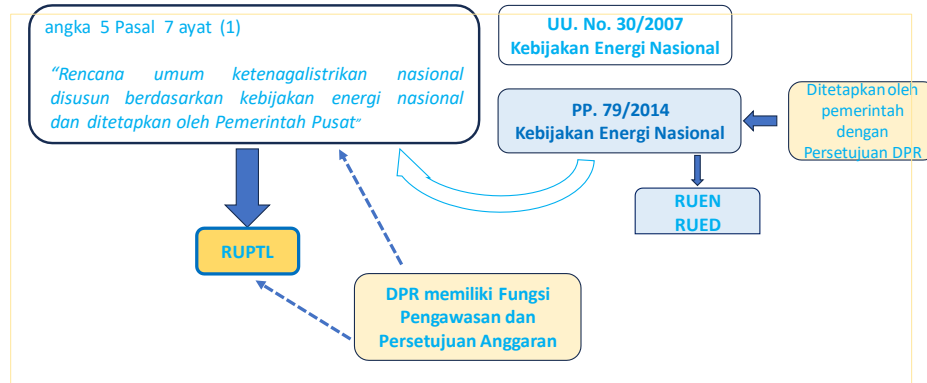 angka 5 Pasal 7 ayat (1)
“Rencana umum ketenagalistrikan nasional
disusun berdasarkan kebijakan energi nasional
dan ditetapkan oleh Pemerintah Pusat“
UU. No. 30/2007
Kebijakan Energi Nasional
PP. 79/2014
Kebijakan Energi Nasional
Ditetapkan oleh
pemerintah
dengan
Persetujuan DPR
RUEN
RUED
RUPTL
DPR memiliki Fungsi
Pengawasan dan
Persetujuan Anggaran